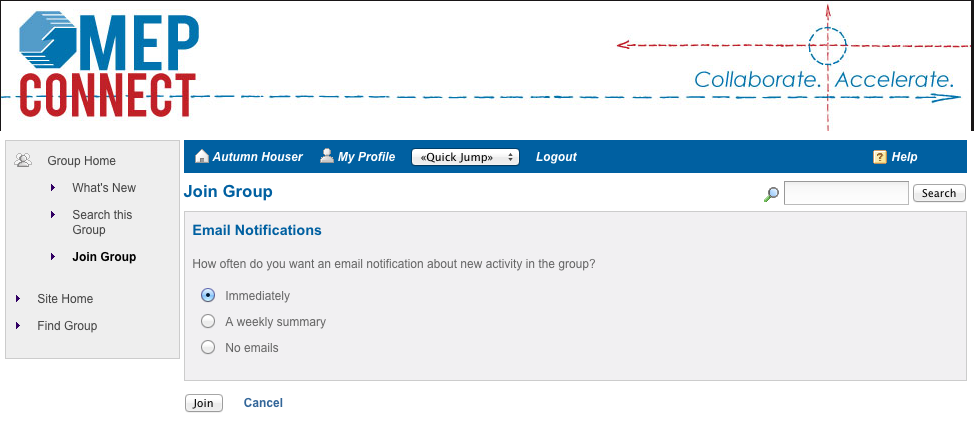 MEP
CONNECT
Collaborate. Accelerate.
Group Home
What's New
Search this
Group
Join Group
Site Home
Find Group
Autumn Houser My Profile «Quick Jump» Logout Help
Join Group
Search
Email Notifications
How often do you want an email notification about new activity in the group?
Immediately
A weekly summary
No emails
Join Cancel